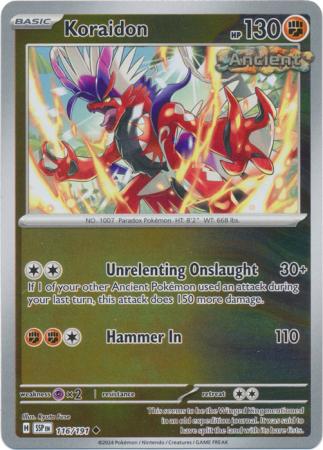 BASIC
Koraidon
HP 130
Ancient
NO. 1007 Paradox Pokémon HT: 8'2" WT: 668 lbs.
Unrelenting Onslaught 30+
If 1 of your other Ancient Pokémon used an attack during
your last turn, this attack does 150 more damage.
Hammer In 110
weakness ×2 resistance retreat
Illus. Kyoto Fuse
This seems to be the Winged King mentioned
in an old expedition journal. It was said to
have split the land with its bare fists.
H SSP EN 116/191
©2024 Pokémon / Nintendo / Creatures / GAME FREAK